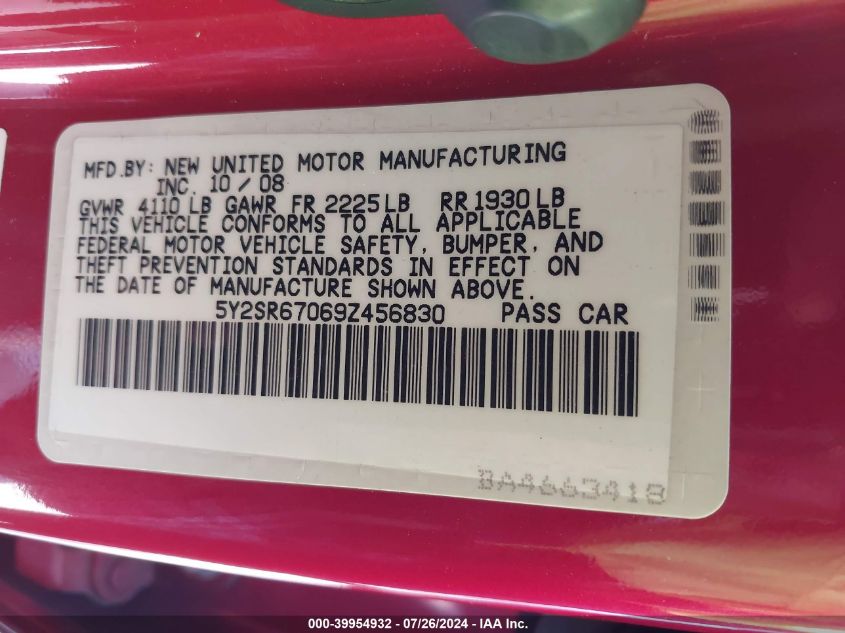 MFD.BY: NEW UNITED MOTOR MANUFACTURING
INC. 10 / 08
GVWR 4110 LB GAWR FR 2225 LB RR 1930 LB
THIS VEHICLE CONFORMS TO ALL APPLICABLE
FEDERAL MOTOR VEHICLE SAFETY, BUMPER, AND
THEFT PREVENTION STANDARDS IN EFFECT ON
THE DATE OF MANUFACTURE SHOWN ABOVE.
5Y2SR67069Z456830 PASS CAR
BA4663418
000-39954932 - 07/26/2024 - IAA Inc.